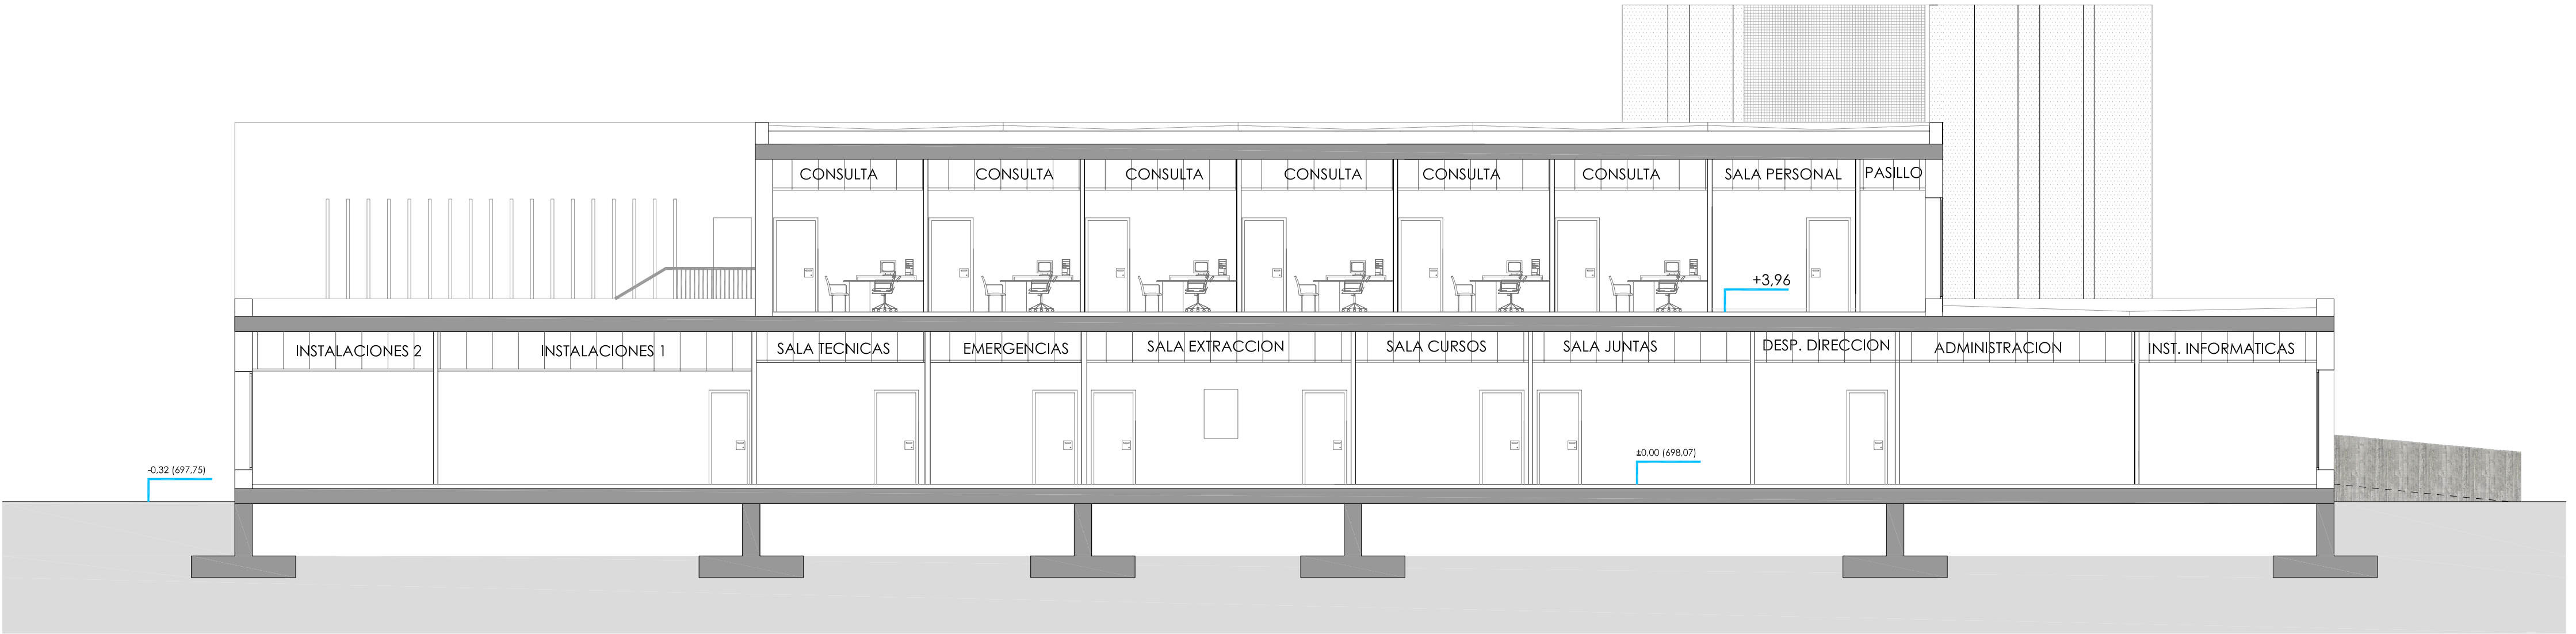 CONSULTA CONSULTA CONSULTA CONSULTA CONSULTA CONSULTA SALA PERSONAL PASILLO
+3,96
INSTALACIONES 2 INSTALACIONES 1 SALA TECNICAS EMERGENCIAS SALA EXTRACCION SALA CURSOS SALA JUNTAS DESP. DIRECCION ADMINISTRACION INST. INFORMATICAS
±0,00 (698,07)
-0,32 (697,75)